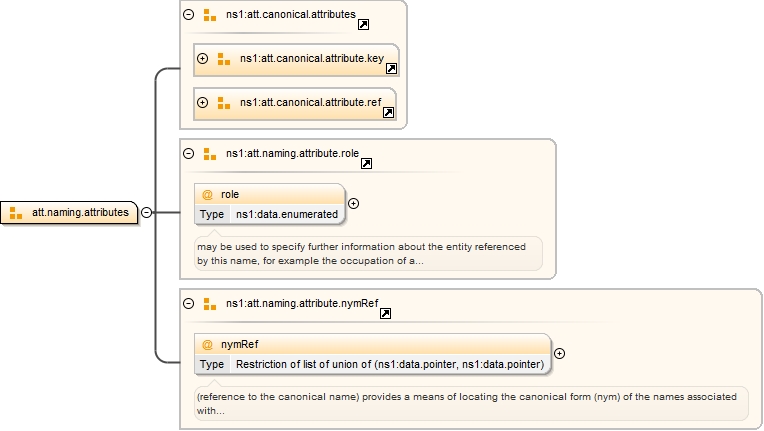 ns1:att.canonical.attributes
ns1:att.canonical.attribute.key
ns1:att.canonical.attribute.ref
ns1:att.naming.attribute.role
@ role
Type ns1:data.enumerated
may be used to specify further information about the entity referenced
by this name, for example the occupation of a...
att.naming.attributes
ns1:att.naming.attribute.nymRef
@ nymRef
Type Restriction of list of union of (ns1:data.pointer, ns1:data.pointer)
(reference to the canonical name) provides a means of locating the canonical form (nym) of the names associated
with...